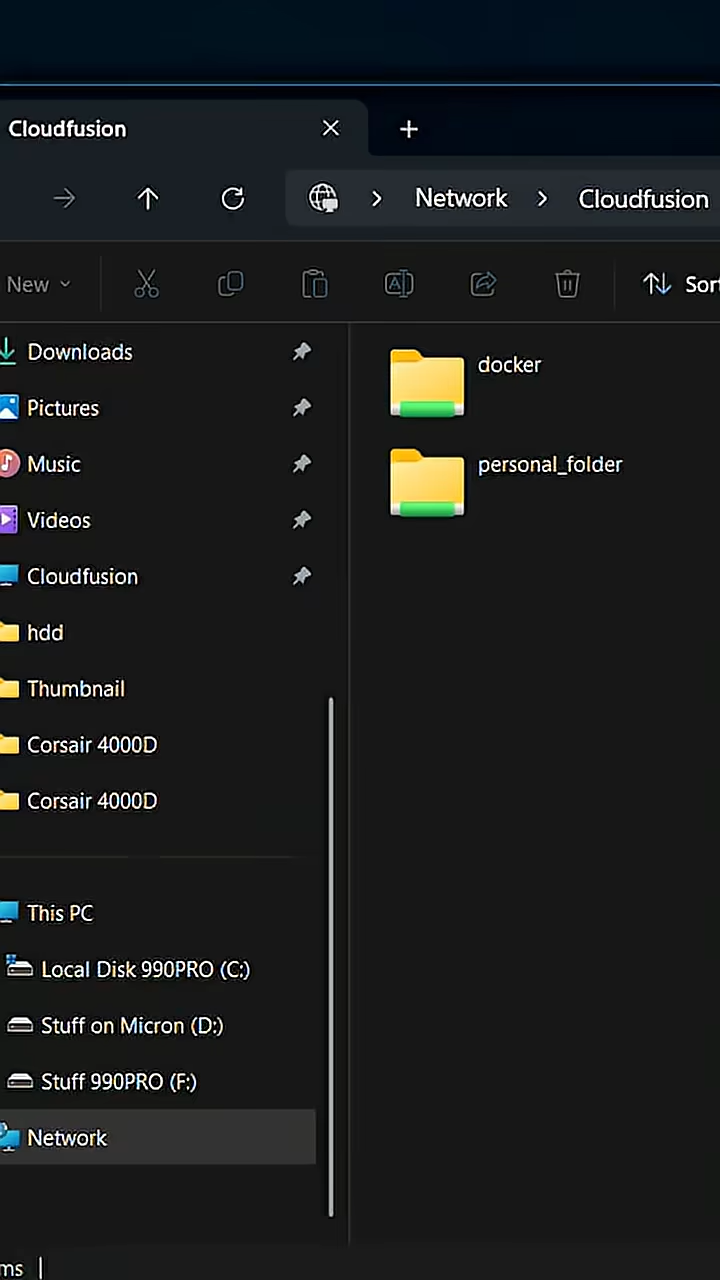 Cloudfusion
Network
Cloudfusion
New
Sort
Downloads
Pictures
Music
Videos
Cloudfusion
hdd
Thumbnail
Corsair 4000D
Corsair 4000D
This PC
Local Disk 990PRO (C:)
Stuff on Micron (D:)
Stuff 990PRO (F:)
Network
docker
personal_folder
ms